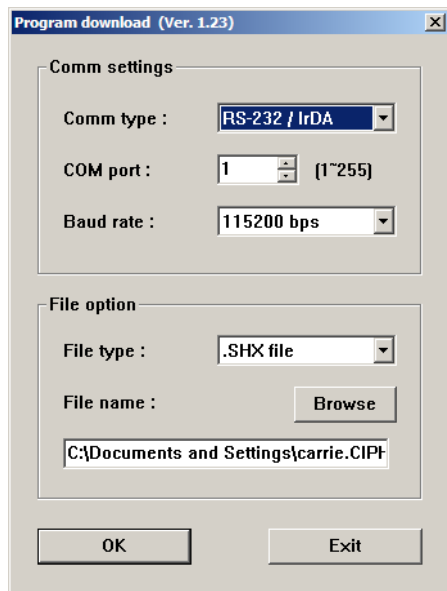 Program download (Ver. 1.23)
Comm settings
Comm type :
RS-232 / IrDA
COM port :
1
(1~255)
Baud rate :
115200 bps
File option
File type :
.SHX file
File name :
Browse
C:\Documents and Settings\carrie.CIPH
OK
Exit